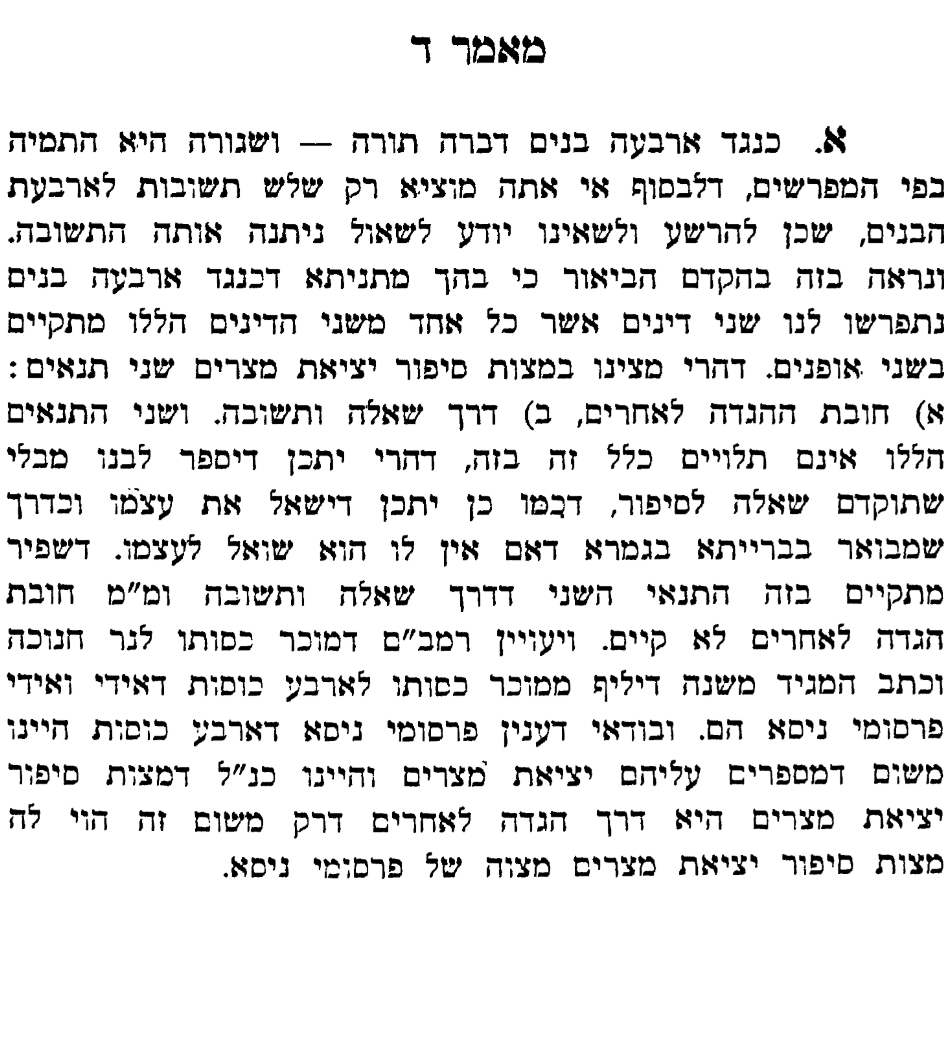 מאמר ד
א. כנגד ארבעה בנים דברה תורה — ושגורה היא התמיה
בפי המפרשים, דלבסוף אי אתה מוציא רק שלש תשובות לארבעת
הבנים, שכן להרשע ולשאינו יודע לשאול ניתנה אותה התשובה.
ונראה בזה בהקדם הביאור כי בהך מתניתא דכנגד ארבעה בנים
נתפרשו לנו שני דינים אשר כל אחד משני הדינים הללו מתקיים
בשני אופנים. דהרי מצינו במצות סיפור יציאת מצרים שני תנאים:
א) חובת ההגדה לאחרים, ב) דרך שאלה ותשובה. ושני התנאים
הללו אינם תלויים כלל זה בזה, דהרי יתכן דיספר לבנו מבלי
שתוקדם שאלה לסיפור, דכמו כן יתכן דישאל את עצמו וכדרך
שמבואר בברייתא בגמרא דאם אין לו הוא שואל לעצמו. דשפיר
מתקיים בזה התנאי השני דדרך שאלה ותשובה ומ"מ חובת
הגדה לאחרים לא קיים. ויעויין רמב"ם דמוכר כסותו לנר חנוכה
וכתב המגיד משנה דיליף ממוכר כסותו לארבע כוסות דאידי ואידי
פרסומי ניסא הם. ובודאי דענין פרסומי ניסא דארבע כוסות היינו
משום דמספרים עליהם יציאת מצרים והיינו כנ"ל דמצות סיפור
יציאת מצרים היא דרך הגדה לאחרים דרק משום זה הוי לה
מצות סיפור יציאת מצרים מצוה של פרסומי ניסא.